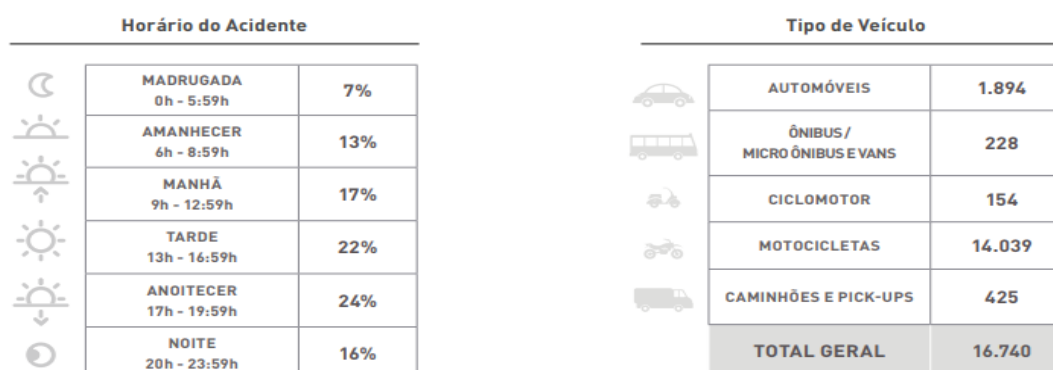 Horário do Acidente
MADRUGADA
0h - 5:59h
7%
AMANHECER
6h - 8:59h
13%
MANHÃ
9h - 12:59h
17%
TARDE
13h - 16:59h
22%
ANOITECER
17h - 19:59h
24%
NOITE
20h - 23:59h
16%
Tipo de Veículo
AUTOMÓVEIS
1.894
ÔNIBUS /
MICRO ÔNIBUS E VANS
228
CICLOMOTOR
154
MOTOCICLETAS
14.039
CAMINHÕES E PICK-UPS
425
TOTAL GERAL
16.740